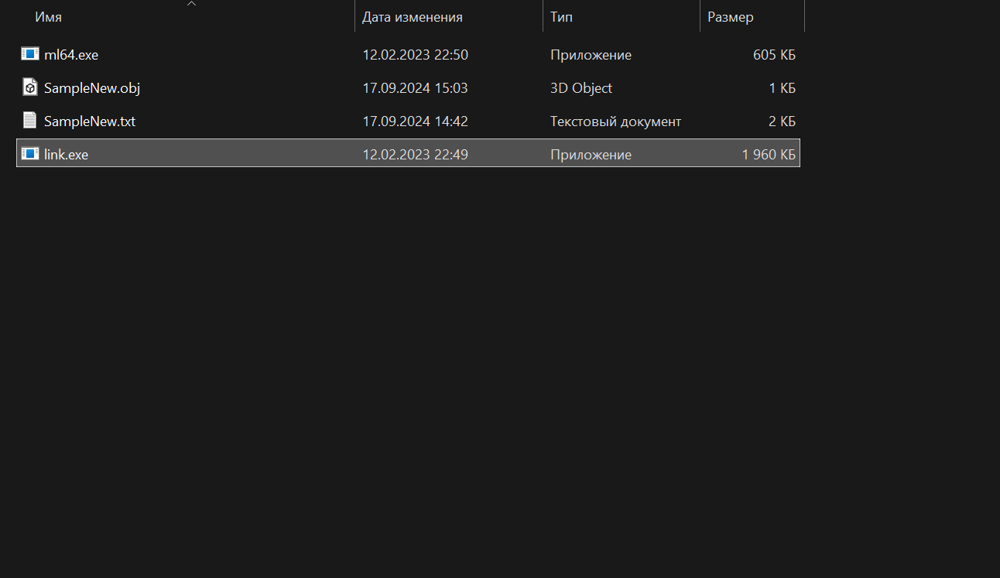 Имя Дата изменения Тип Размер
ml64.exe 12.02.2023 22:50 Приложение 605 КБ
SampleNew.obj 17.09.2024 15:03 3D Object 1 КБ
SampleNew.txt 17.09.2024 14:42 Текстовый документ 2 КБ
link.exe 12.02.2023 22:49 Приложение 1 960 КБ